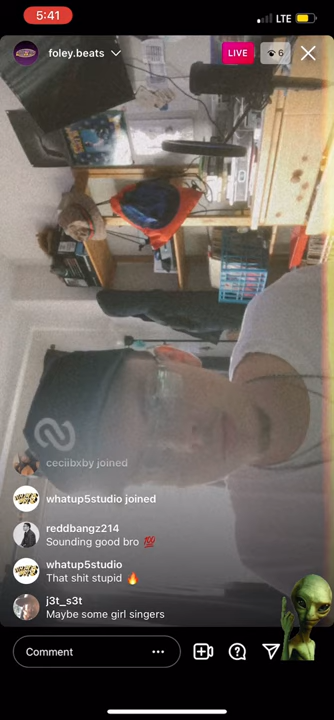 5:41
LTE
foley.beats
LIVE
6
ceciibxby joined
whatup5studio joined
reddbangz214
Sounding good bro 💯
whatup5studio
That shit stupid 🔥
j3t_s3t
Maybe some girl singers
Comment